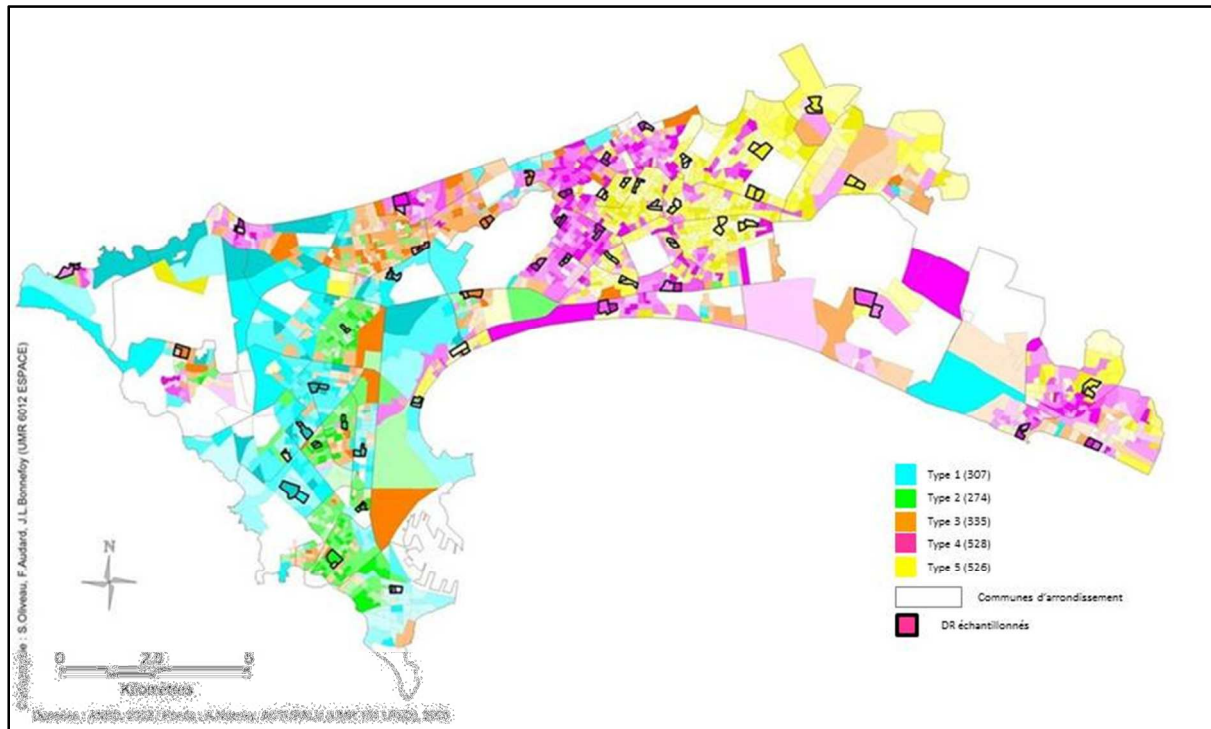 © S.Oliveau, F.Audard, J.L.Bonnefoy (UMR 6012 ESPACE)
N
Type 1 (307)
Type 2 (274)
Type 3 (335)
Type 4 (528)
Type 5 (526)
Communes d'arrondissement
DR échantillonnés
0 5
Kilomètres